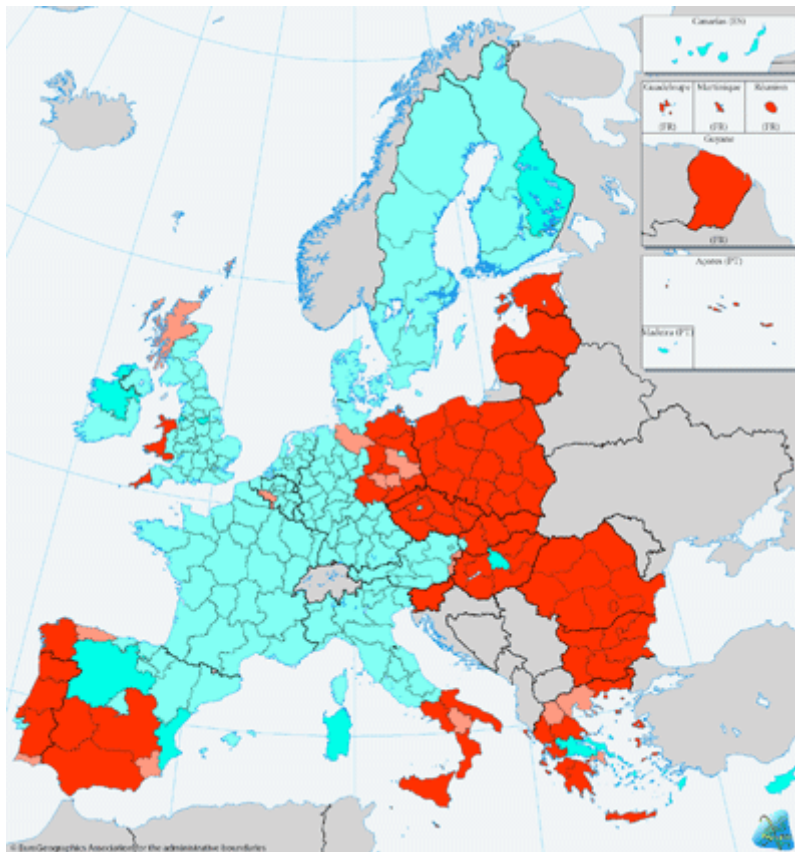 Canarias (ES)
Guadeloupe
Martinique
Réunion
(FR)
(FR)
(FR)
Guyane
(FR)
Açores (PT)
Madeira (PT)
© EuroGeographics Association for the administrative boundaries